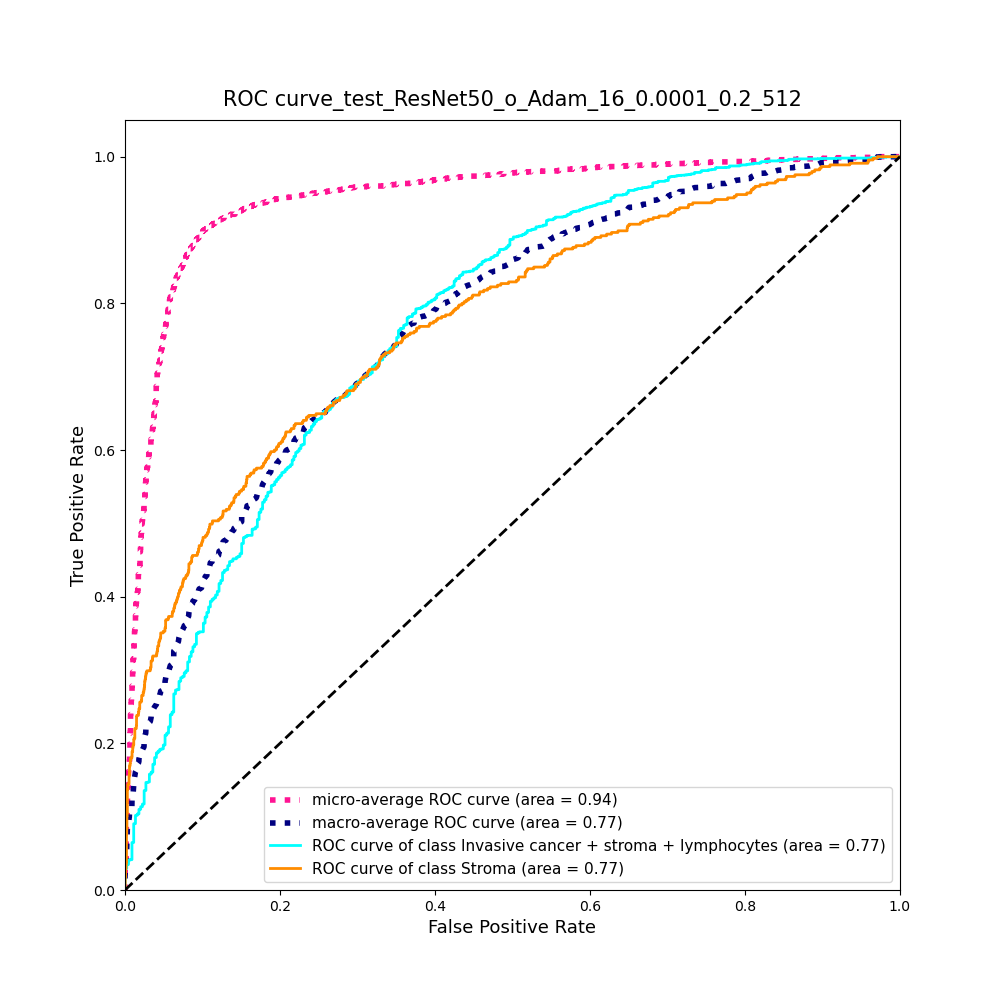 ROC curve_test_ResNet50_o_Adam_16_0.0001_0.2_512
1.0
0.8
0.6
0.4
0.2
0.0
True Positive Rate
micro-average ROC curve (area = 0.94)
macro-average ROC curve (area = 0.77)
ROC curve of class Invasive cancer + stroma + lymphocytes (area = 0.77)
ROC curve of class Stroma (area = 0.77)
0.0 0.2 0.4 0.6 0.8 1.0
False Positive Rate